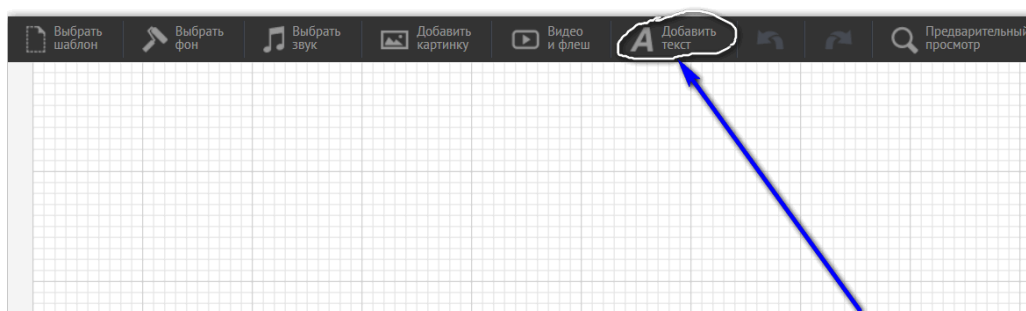 Выбрать
шаблон
Выбрать
фон
Выбрать
звук
Добавить
картинку
Видео
и флеш
Добавить
текст
Предварительный
просмотр